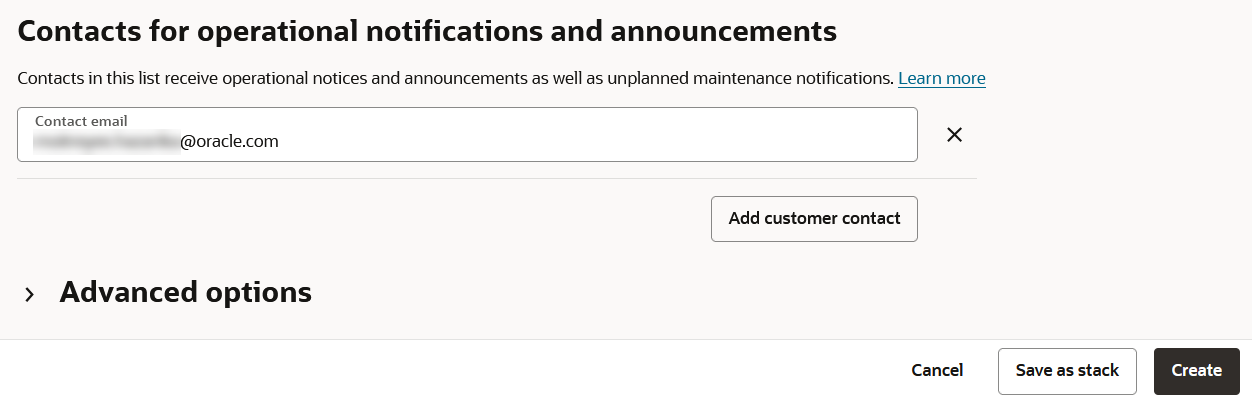 Contacts for operational notifications and announcements
Contacts in this list receive operational notices and announcements as well as unplanned maintenance notifications. Learn more
Contact email
@oracle.com
Add customer contact
Advanced options
Cancel Save as stack Create